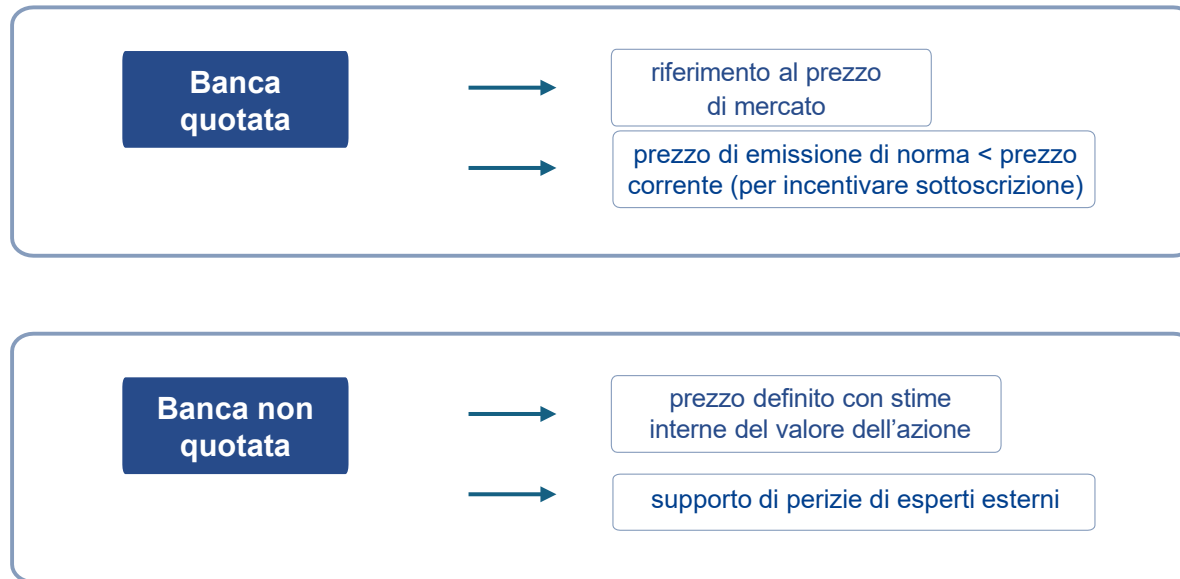 Banca
quotata
riferimento al prezzo
di mercato
prezzo di emissione di norma < prezzo
corrente (per incentivare sottoscrizione)
Banca non
quotata
prezzo definito con stime
interne del valore dell’azione
supporto di perizie di esperti esterni